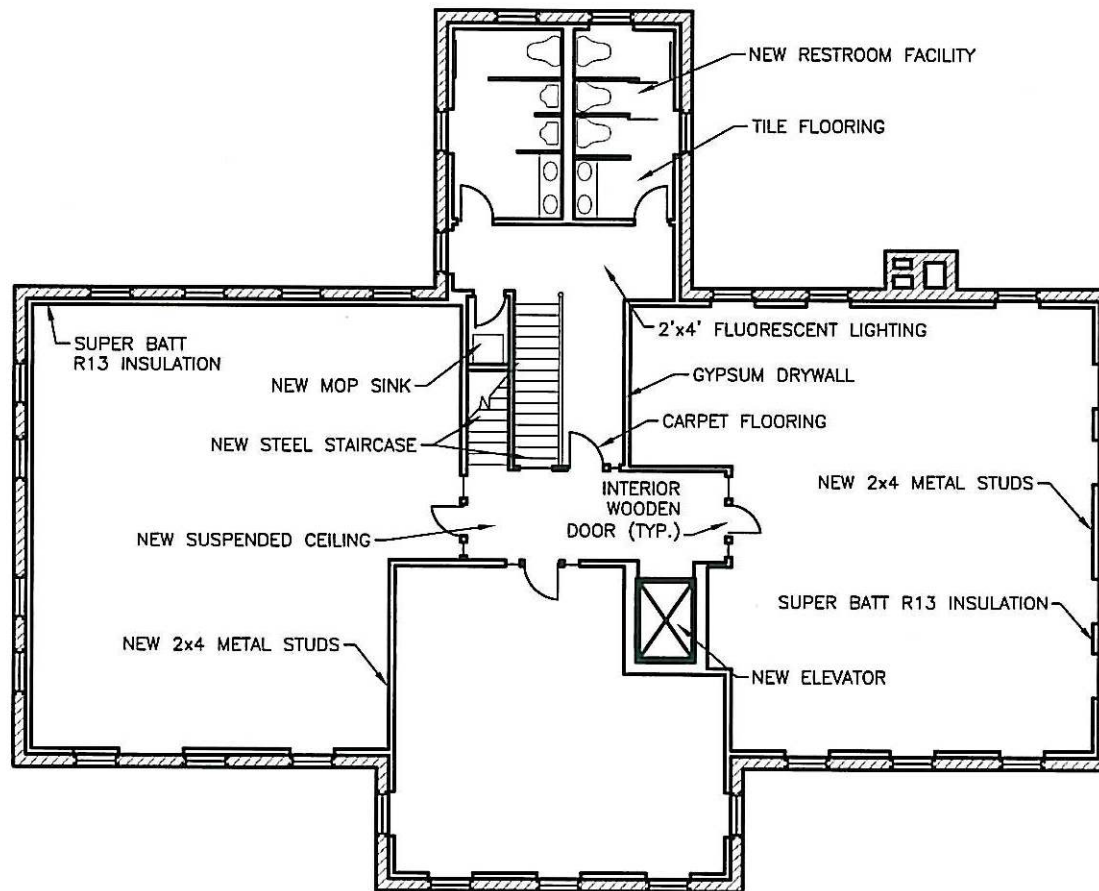 NEW RESTROOM FACILITY
TILE FLOORING
SUPER BATT
R13 INSULATION
2'x4' FLUORESCENT LIGHTING
NEW MOP SINK
GYPSUM DRYWALL
NEW STEEL STAIRCASE
N
CARPET FLOORING
INTERIOR
WOODEN
DOOR (TYP.)
NEW 2x4 METAL STUDS
NEW SUSPENDED CEILING
SUPER BATT R13 INSULATION
NEW 2x4 METAL STUDS
NEW ELEVATOR